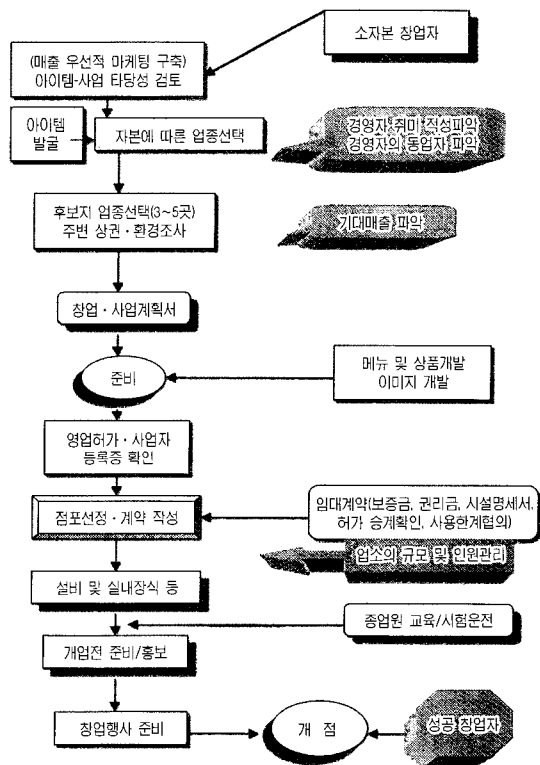 소자본 창업자
(매출 우선적 마케팅 구축)
아이템-사업 타당성 검토
아이템
발굴
자본에 따른 업종선택
경영자 취미 적성파악
경영자의 동업자 파악
후보지 업종선택(3~5곳)
주변 상권·환경조사
기대매출 파악
창업·사업계획서
준비
메뉴 및 상품개발
이미지 개발
영업허가·사업자
등록증 확인
점포선정·계약 작성
임대계약(보증금, 권리금, 시설명세서,
허가 승계확인, 사용한계협의)
업소의 규모 및 인원관리
설비 및 실내장식 등
종업원 교육/시험운전
개업전 준비/홍보
창업행사 준비
개 점
성공 창업자